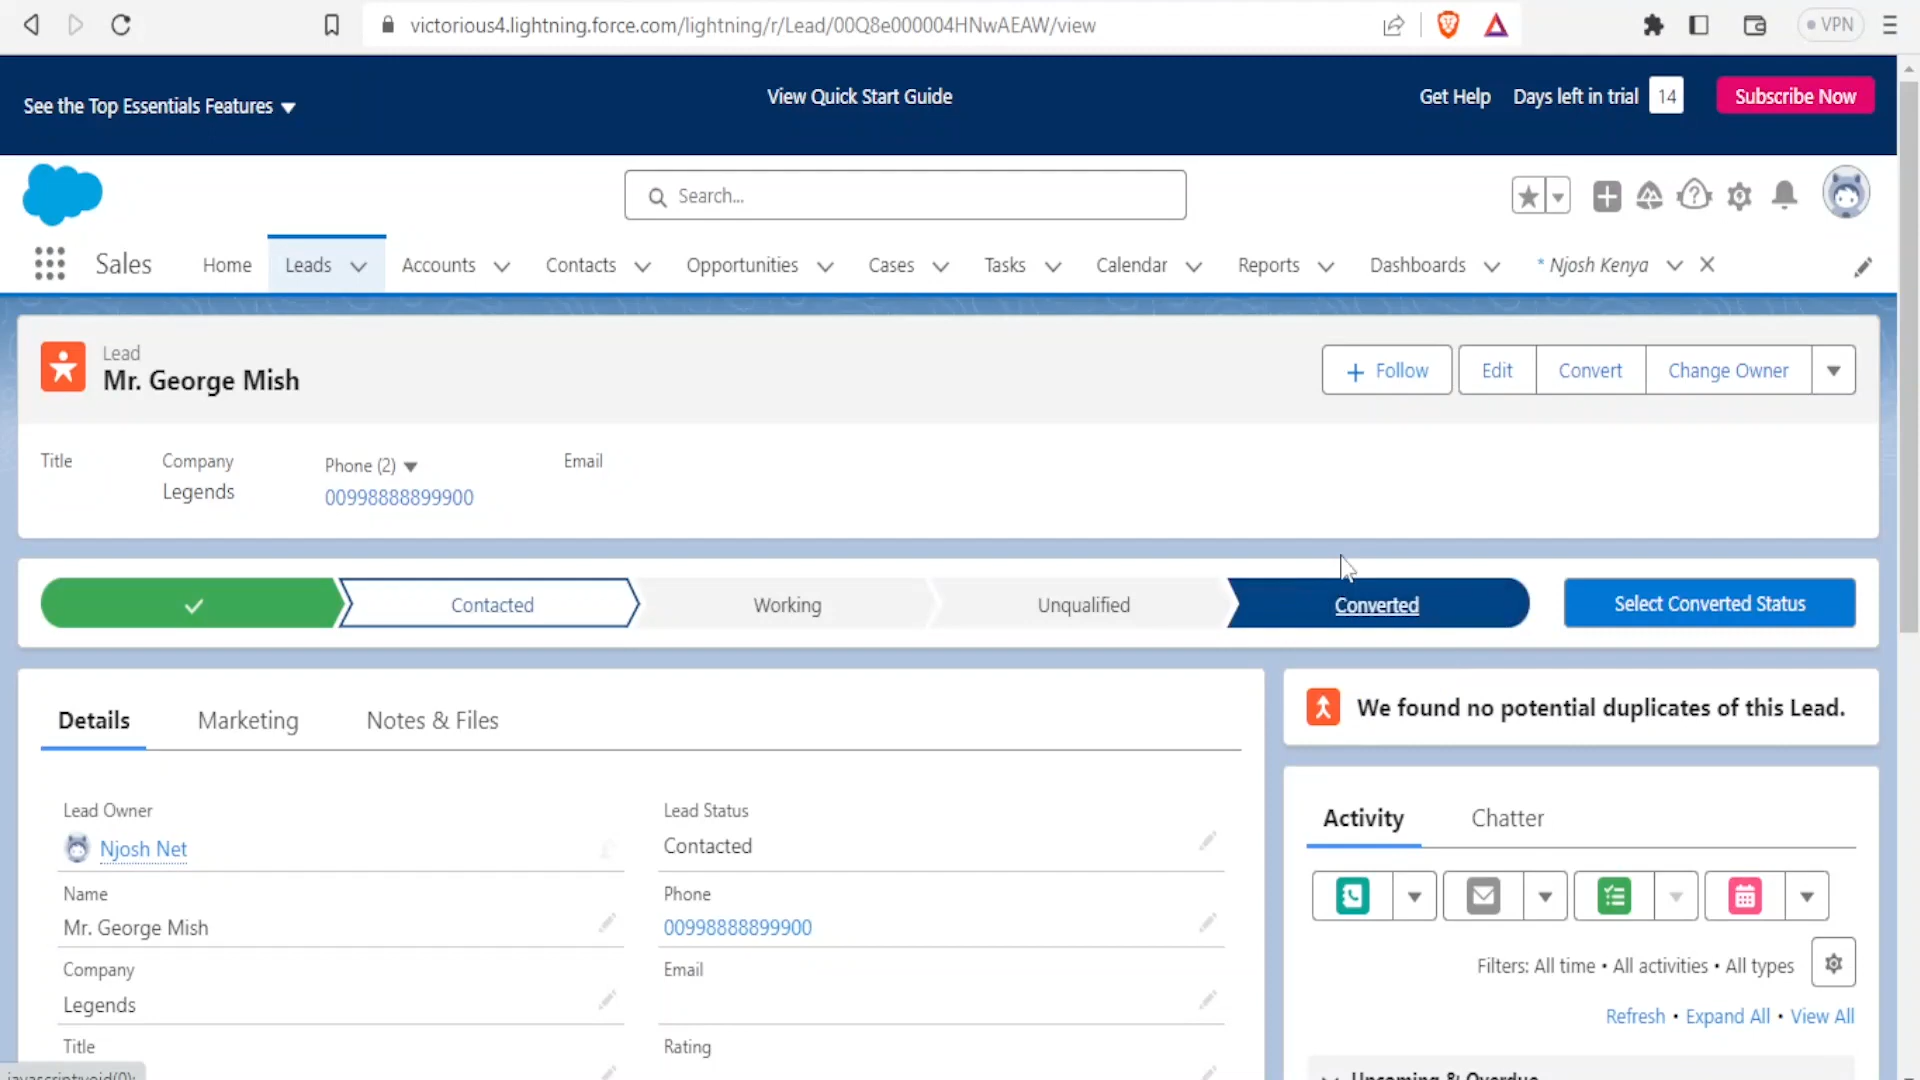 victorious4.lightning.force.com/lightning/r/Lead/00Q8e000004HNwAEAW/view
VPN
See the Top Essentials Features
View Quick Start Guide
Get Help Days left in trial 14 Subscribe Now
Search...
Sales Home Leads Accounts Contacts Opportunities Cases Tasks Calendar Reports Dashboards * Njosh Kenya
Lead
Mr. George Mish
Follow Edit Convert Change Owner
Title Company Phone (2) Email
Legends 00998888899900
Contacted Working Unqualified Converted Select Converted Status
Details Marketing Notes & Files
We found no potential duplicates of this Lead.
Lead Owner Lead Status
Njosh Net Contacted
Name Phone
Mr. George Mish 00998888899900
Company Email
Legends
Title Rating
Activity Chatter
Filters: All time • All activities • All types
Refresh • Expand All • View All
Upcoming & Overdue
javascript:void(0);